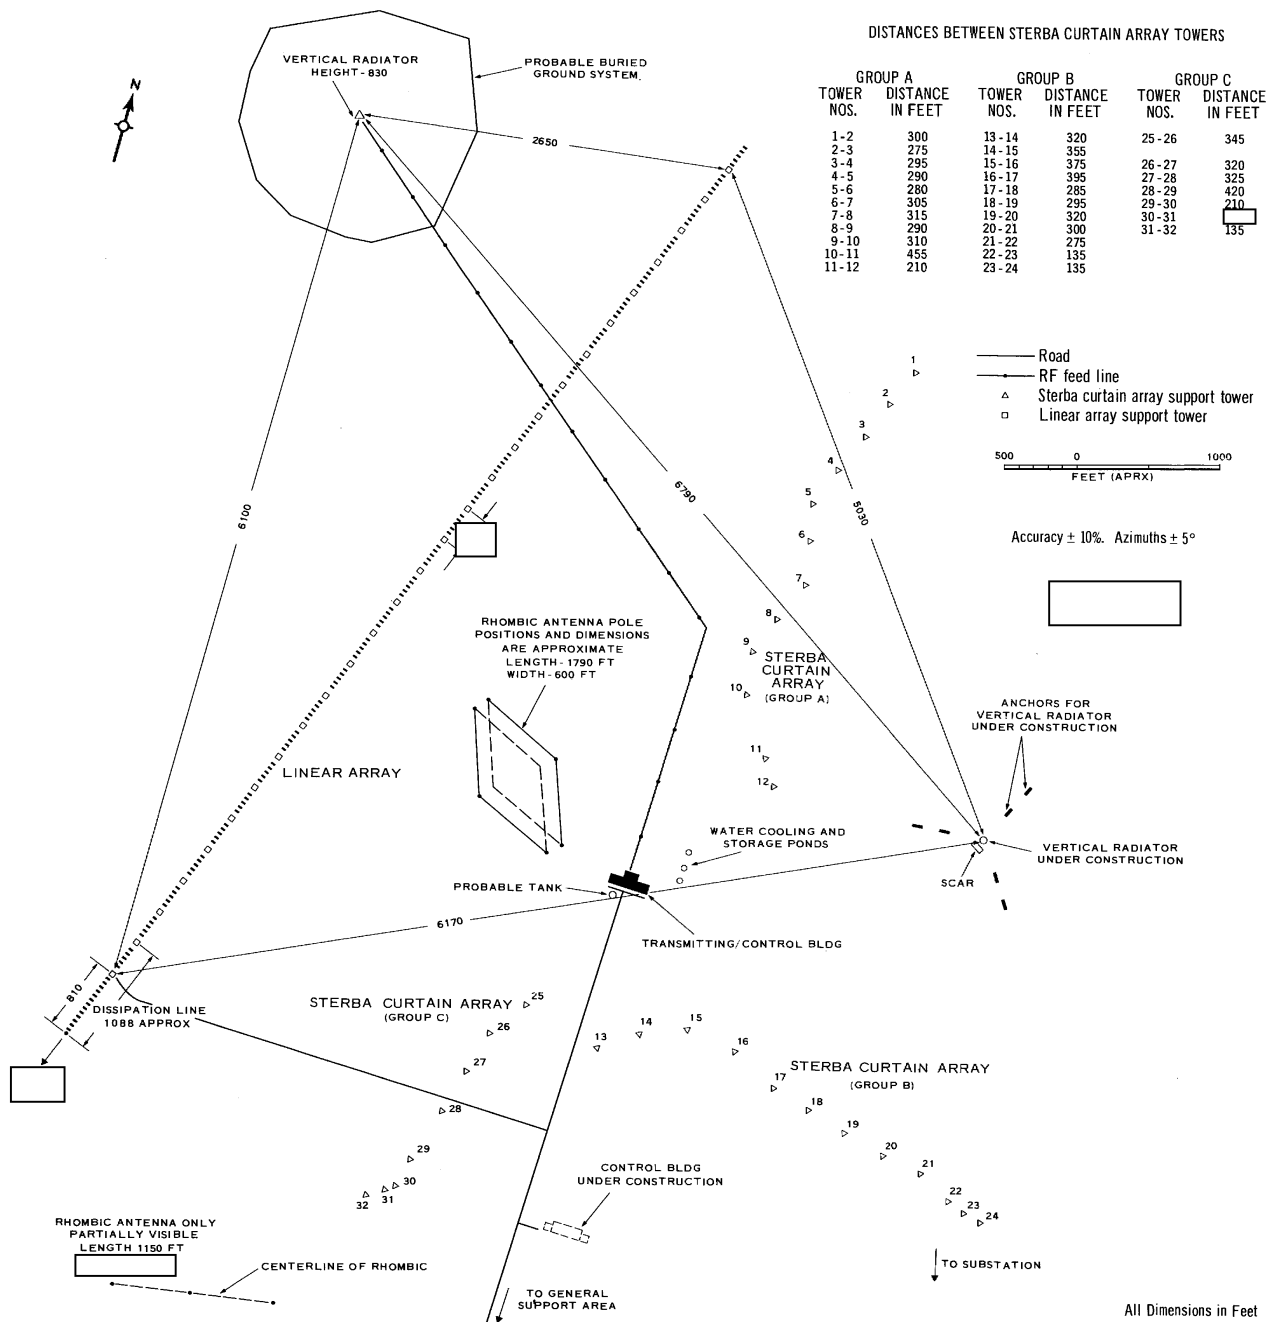 DISTANCES BETWEEN STERBA CURTAIN ARRAY TOWERS
GROUP A GROUP B GROUP C
TOWER DISTANCE TOWER DISTANCE TOWER DISTANCE
NOS. IN FEET NOS. IN FEET NOS. IN FEET
1-2 300 13-14 320 25-26 345
2-3 275 14-15 355
3-4 295 15-16 375 26-27 320
4-5 290 16-17 395 27-28 325
5-6 280 17-18 285 28-29 420
6-7 305 18-19 295 29-30 210
7-8 315 19-20 320 30-31
8-9 290 20-21 300 31-32 135
9-10 310 21-22 275
10-11 455 22-23 135
11-12 210 23-24 135
VERTICAL RADIATOR
HEIGHT-830
PROBABLE BURIED
GROUND SYSTEM.
N
2650
6100
6790
5030
1
2
3
4
5
6
7
8
9
10
11
12
Road
RF feed line
Sterba curtain array support tower
Linear array support tower
500 0 1000
FEET (APRX)
Accuracy ± 10%. Azimuths ± 5°
RHOMBIC ANTENNA POLE
POSITIONS AND DIMENSIONS
ARE APPROXIMATE
LENGTH-1790 FT
WIDTH-600 FT
STERBA
CURTAIN
ARRAY
(GROUP A)
ANCHORS FOR
VERTICAL RADIATOR
UNDER CONSTRUCTION
LINEAR ARRAY
WATER COOLING AND
STORAGE PONDS
VERTICAL RADIATOR
UNDER CONSTRUCTION
SCAR
PROBABLE TANK
6170
TRANSMITTING/CONTROL BLDG
810
DISSIPATION LINE
1088 APPROX
STERBA CURTAIN ARRAY
(GROUP C)
25
26
27
28
29
30
31
32
13
14
15
16
17
18
19
20
21
22
23
24
STERBA CURTAIN ARRAY
(GROUP B)
CONTROL BLDG
UNDER CONSTRUCTION
RHOMBIC ANTENNA ONLY
PARTIALLY VISIBLE
LENGTH 1150 FT
CENTERLINE OF RHOMBIC
TO GENERAL
SUPPORT AREA
TO SUBSTATION
All Dimensions in Feet